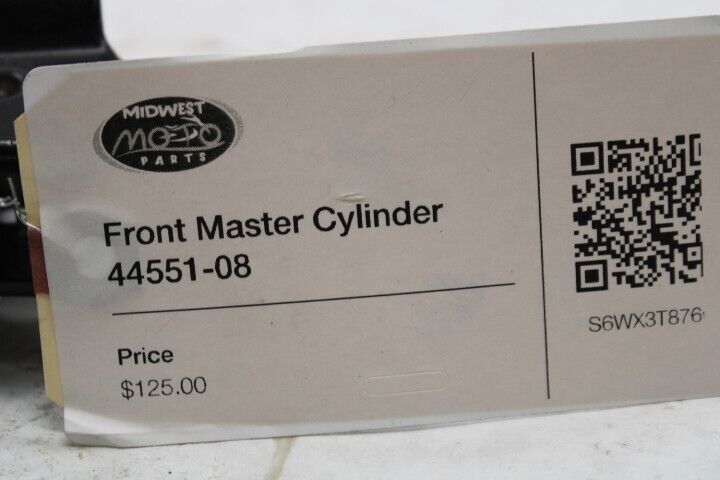 MIDWEST
MOTO
PARTS
Front Master Cylinder
44551-08
Price
$125.00
S6WX3T876